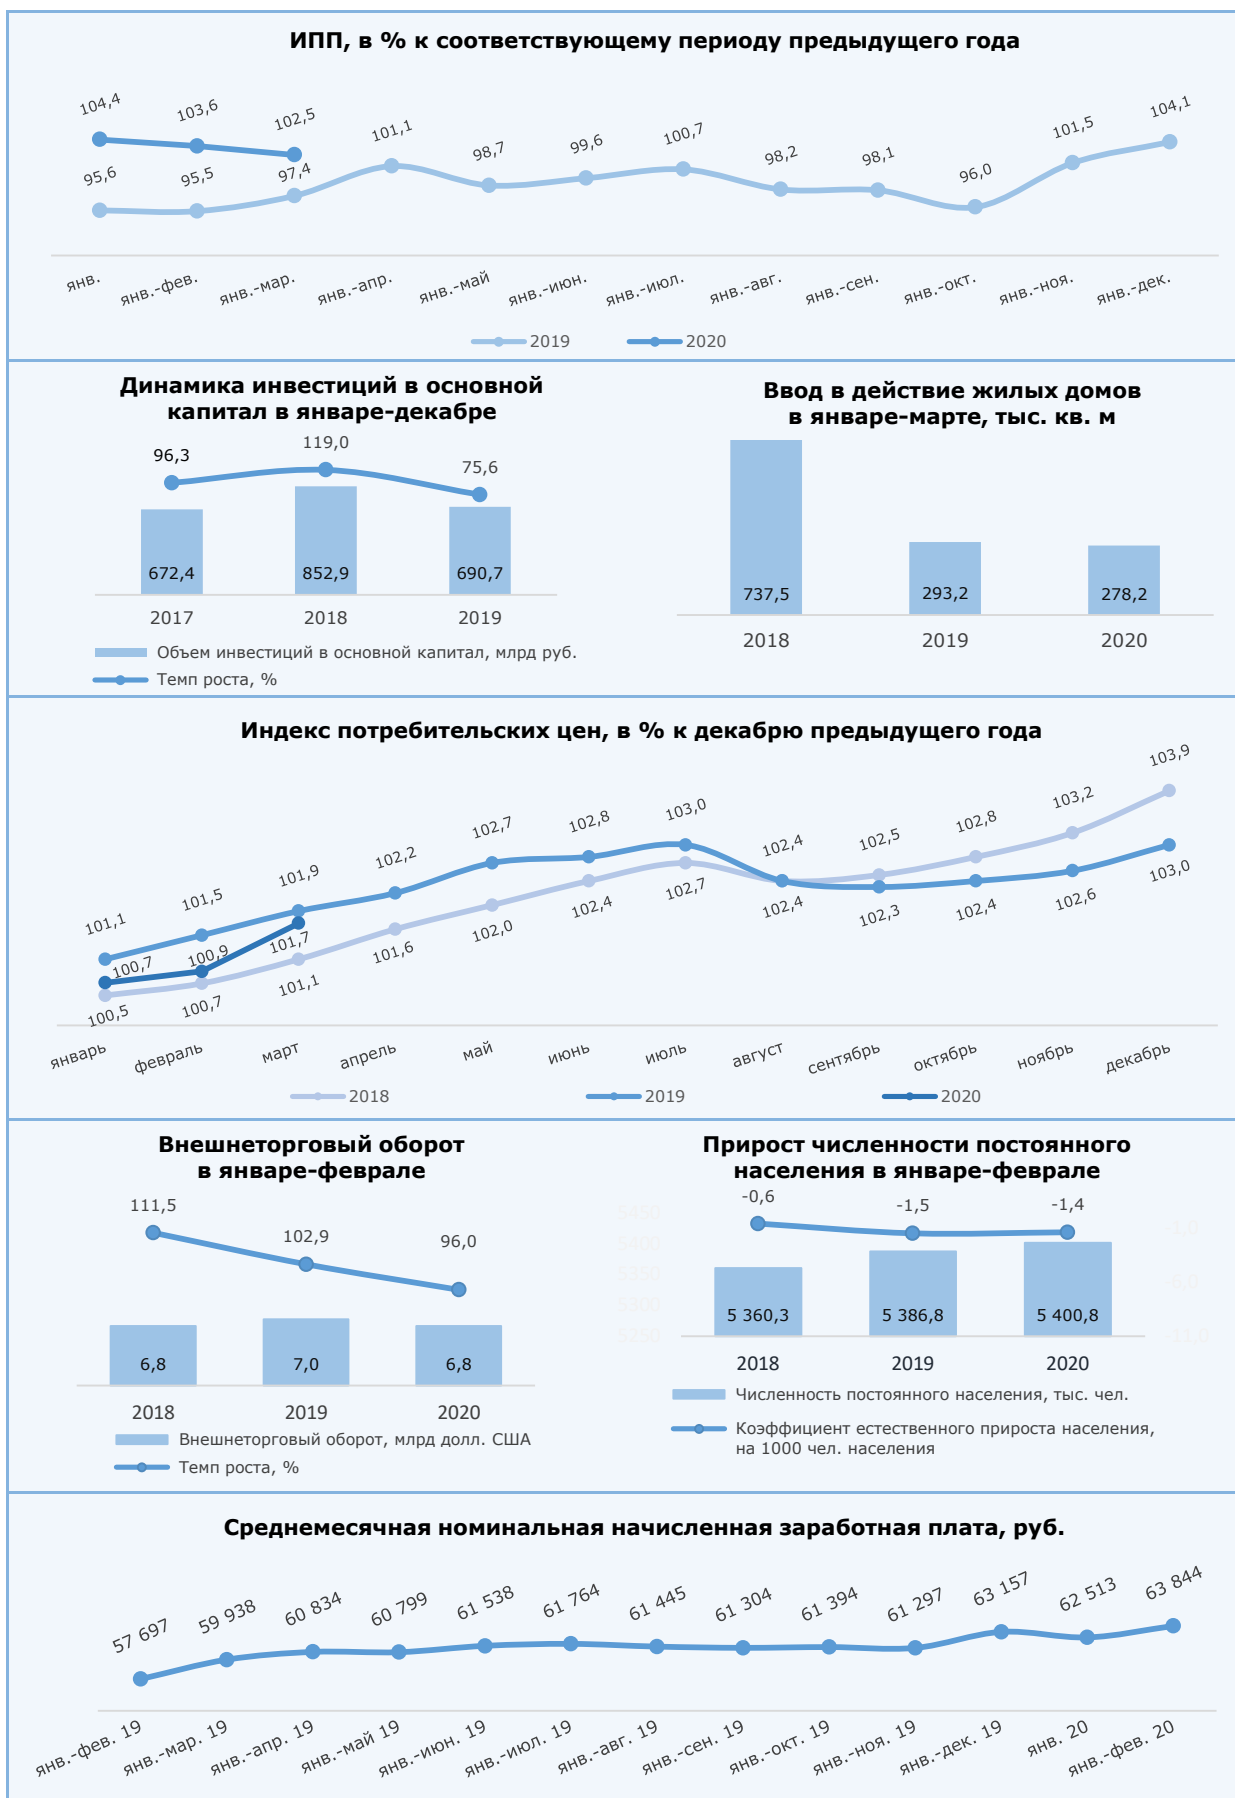 ИПП, в % к соответствующему периоду предыдущего года
104,4 103,6 102,5
95,6 95,5 97,4 101,1 98,7 99,6 100,7 98,2 98,1 96,0 101,5 104,1
янв. янв.-фев. янв.-мар. янв.-апр. янв.-май янв.-июн. янв.-июл. янв.-авг. янв.-сен. янв.-окт. янв.-ноя. янв.-дек.
2019 2020
Динамика инвестиций в основной
капитал в январе-декабре
96,3 119,0 75,6
672,4 852,9 690,7
2017 2018 2019
Объем инвестиций в основной капитал, млрд руб.
Темп роста, %
Ввод в действие жилых домов
в январе-марте, тыс. кв. м
737,5 293,2 278,2
2018 2019 2020
Индекс потребительских цен, в % к декабрю предыдущего года
101,1 101,5 101,9 102,2 102,7 102,8 103,0 102,4 102,5 102,8 103,2 103,9
100,7 100,9 101,7
100,5 100,7 101,1 101,6 102,0 102,4 102,7 102,4 102,3 102,4 102,6 103,0
январь февраль март апрель май июнь июль август сентябрь октябрь ноябрь декабрь
2018 2019 2020
Внешнеторговый оборот
в январе-феврале
111,5 102,9 96,0
6,8 7,0 6,8
2018 2019 2020
Внешнеторговый оборот, млрд долл. США
Темп роста, %
Прирост численности постоянного
населения в январе-феврале
-0,6 -1,5 -1,4
5450
5400
5350
5300
5250
-1,0
-6,0
-11,0
5 360,3 5 386,8 5 400,8
2018 2019 2020
Численность постоянного населения, тыс. чел.
Коэффициент естественного прироста населения,
на 1000 чел. населения
Среднемесячная номинальная начисленная заработная плата, руб.
57 697 59 938 60 834 60 799 61 538 61 764 61 445 61 304 61 394 61 297 63 157 62 513 63 844
янв.-фев. 19 янв.-мар. 19 янв.-апр. 19 янв.-май 19 янв.-июн. 19 янв.-июл. 19 янв.-авг. 19 янв.-сен. 19 янв.-окт. 19 янв.-ноя. 19 янв.-дек. 19 янв. 20 янв.-фев. 20